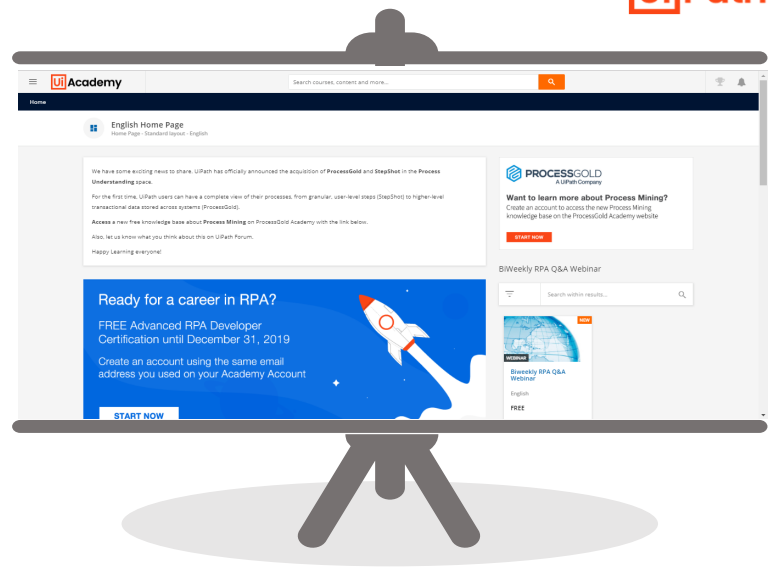 Ui Academy
Search courses, content and more...
Home
English Home Page
Home Page - Standard layout - English
We have some exciting news to share. UiPath has officially announced the acquisition of ProcessGold and StepShot in the Process
Understanding space.
For the first time, UiPath users can have a complete view of their processes, from granular, user-level steps (StepShot) to higher-level
transactional data stored across systems (ProcessGold).
Access a new free knowledge base about Process Mining on ProcessGold Academy with the link below.
Also, let us know what you think about this on UiPath Forum.
Happy Learning everyone!
PROCESSGOLD
A UiPath Company
Want to learn more about Process Mining?
Create an account to access the new Process Mining
knowledge base on the ProcessGold Academy website
START NOW
BiWeekly RPA Q&A Webinar
Search within results...
Ready for a career in RPA?
FREE Advanced RPA Developer
Certification until December 31, 2019
Create an account using the same email
address you used on your Academy Account
START NOW
NEW
WEBINAR
Biweekly RPA Q&A
Webinar
English
FREE